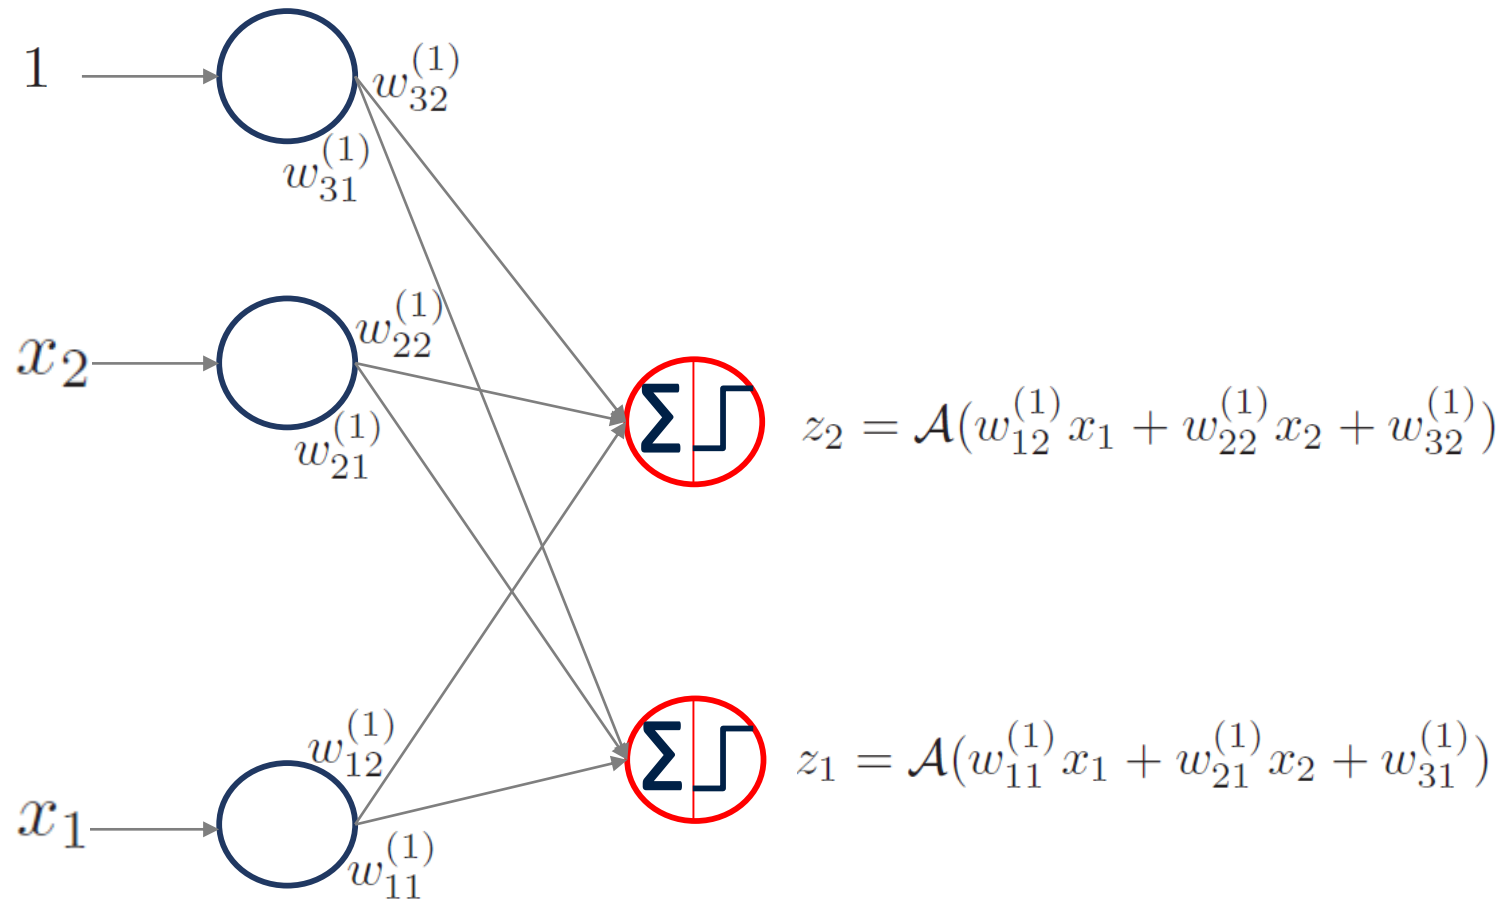 1
w_{32}^{(1)}
w_{31}^{(1)}
x_2
w_{22}^{(1)}
w_{21}^{(1)}
Σ
z_2 = \mathcal{A}(w_{12}^{(1)} x_1 + w_{22}^{(1)} x_2 + w_{32}^{(1)})
x_1
w_{12}^{(1)}
w_{11}^{(1)}
Σ
z_1 = \mathcal{A}(w_{11}^{(1)} x_1 + w_{21}^{(1)} x_2 + w_{31}^{(1)})